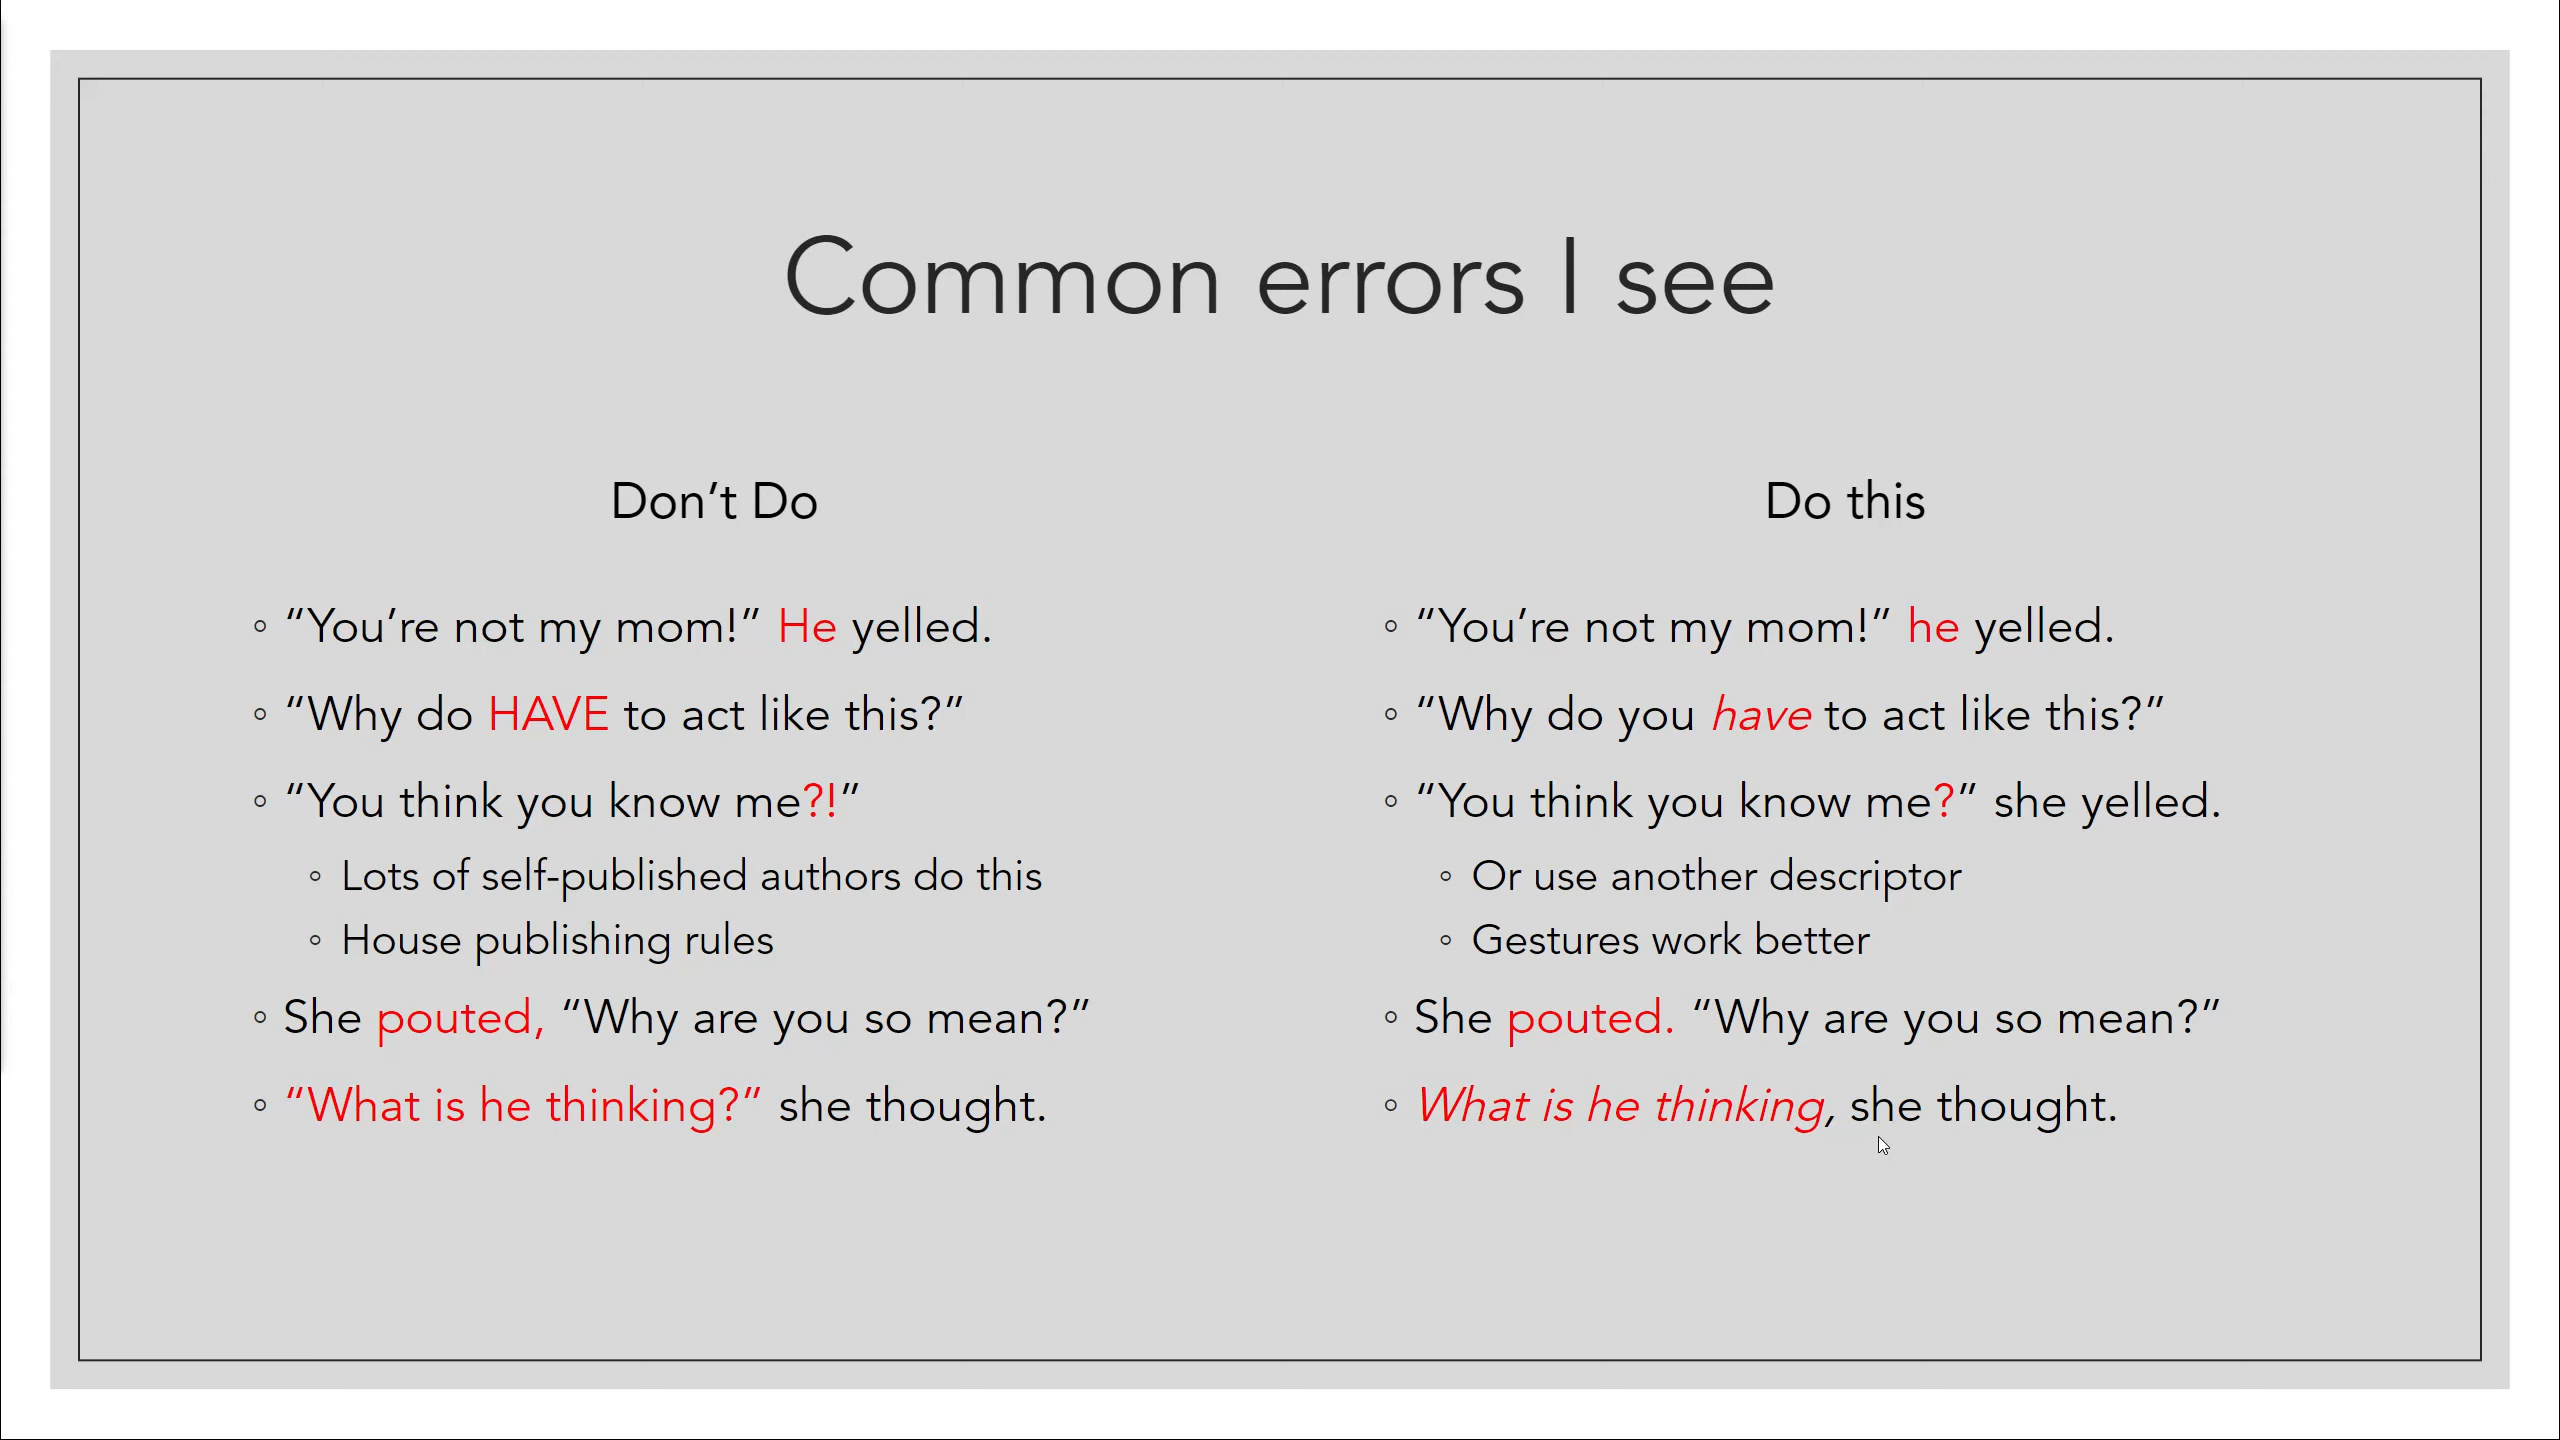 Common errors I see
Don’t Do
◦ “You’re not my mom!” He yelled.
◦ “Why do HAVE to act like this?”
◦ “You think you know me?!”
◦ Lots of self-published authors do this
◦ House publishing rules
◦ She pouted, “Why are you so mean?”
◦ “What is he thinking?” she thought.
Do this
◦ “You’re not my mom!” he yelled.
◦ “Why do you have to act like this?”
◦ “You think you know me?” she yelled.
◦ Or use another descriptor
◦ Gestures work better
◦ She pouted. “Why are you so mean?”
◦ What is he thinking, she thought.